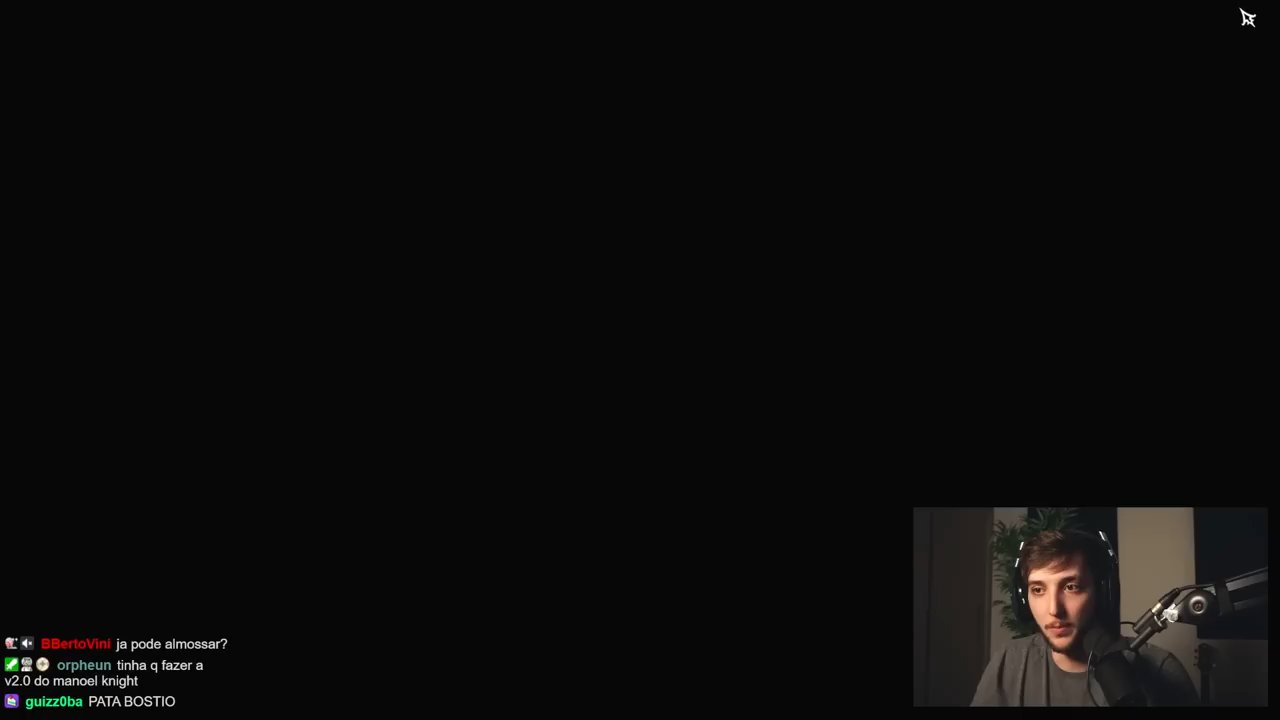 BBertoVini ja pode almossar?
orpheun tinha q fazer a
v2.0 do manoel knight
guizz0ba PATA BOSTIO